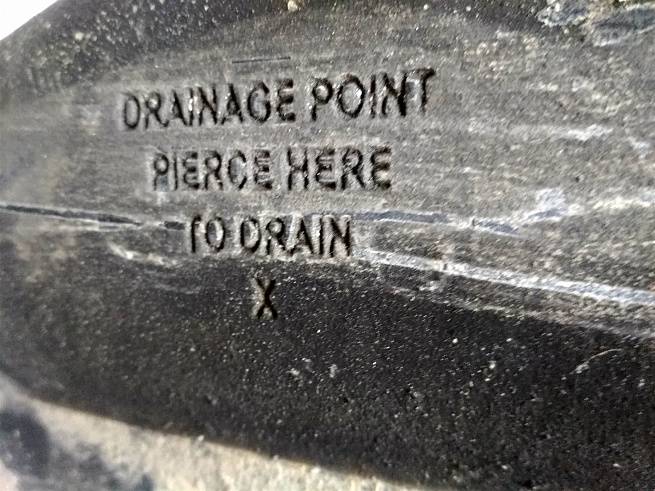 DRAINAGE POINT
PIERCE HERE
TO DRAIN
X